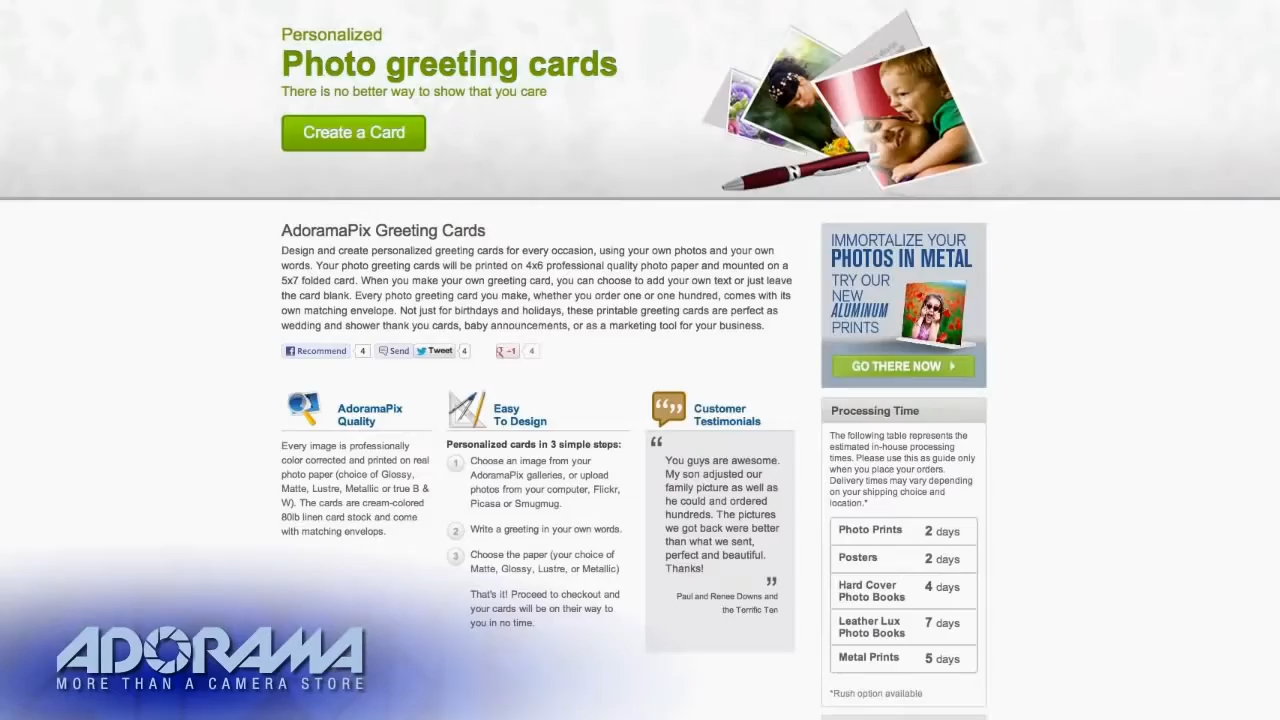 Personalized
Photo greeting cards
There is no better way to show that you care
Create a Card
AdoramaPix Greeting Cards
Design and create personalized greeting cards for every occasion, using your own photos and your own
words. Your photo greeting cards will be printed on 4x6 professional quality photo paper and mounted on a
5x7 folded card. When you make your own greeting card, you can choose to add your own text or just leave
the card blank. Every photo greeting card you make, whether you order one or one hundred, comes with its
own matching envelope. Not just for birthdays and holidays, these printable greeting cards are perfect as
wedding and shower thank you cards, baby announcements, or as a marketing tool for your business.
Recommend 4 Send Tweet 4 +1 4
AdoramaPix
Quality
Every image is professionally
color corrected and printed on real
photo paper (choice of Glossy,
Matte, Lustre, Metallic or true B &
W). The cards are cream-colored
80lb linen card stock and come
with matching envelops.
Easy
To Design
Personalized cards in 3 simple steps:
1 Choose an image from your
AdoramaPix galleries, or upload
photos from your computer, Flickr,
Picasa or Smugmug.
2 Write a greeting in your own words.
3 Choose the paper (your choice of
Matte, Glossy, Lustre, or Metallic)
That's it! Proceed to checkout and
your cards will be on their way to
you in no time.
Customer
Testimonials
“
You guys are awesome.
My son adjusted our
family picture as well as
he could and ordered
hundreds. The pictures
we got back were better
than what we sent,
perfect and beautiful.
Thanks!
”
Paul and Renee Downs and
the Terrific Ten
IMMORTALIZE YOUR
PHOTOS IN METAL
TRY OUR
NEW
ALUMINUM
PRINTS
GO THERE NOW
Processing Time
The following table represents the
estimated in-house processing
times. Please use this as guide only
when you place your orders.
Delivery times may vary depending
on your shipping choice and
location.*
Photo Prints 2 days
Posters 2 days
Hard Cover
Photo Books 4 days
Leather Lux
Photo Books 7 days
Metal Prints 5 days
*Rush option available
ADORAMA
MORE THAN A CAMERA STORE